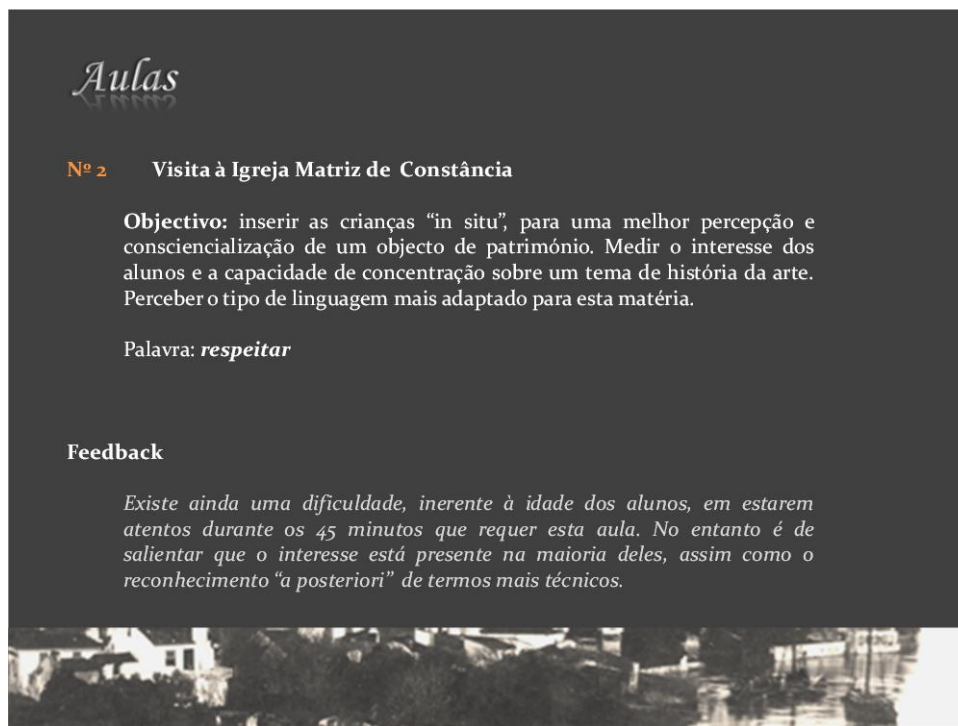 Aulas
Nº 2 Visita à Igreja Matriz de Constância
Objectivo: inserir as crianças “in situ”, para uma melhor percepção e
consciencialização de um objecto de património. Medir o interesse dos
alunos e a capacidade de concentração sobre um tema de história da arte.
Perceber o tipo de linguagem mais adaptado para esta matéria.
Palavra: respeitar
Feedback
Existe ainda uma dificuldade, inerente à idade dos alunos, em estarem
atentos durante os 45 minutos que requer esta aula. No entanto é de
salientar que o interesse está presente na maioria deles, assim como o
reconhecimento “a posteriori” de termos mais técnicos.